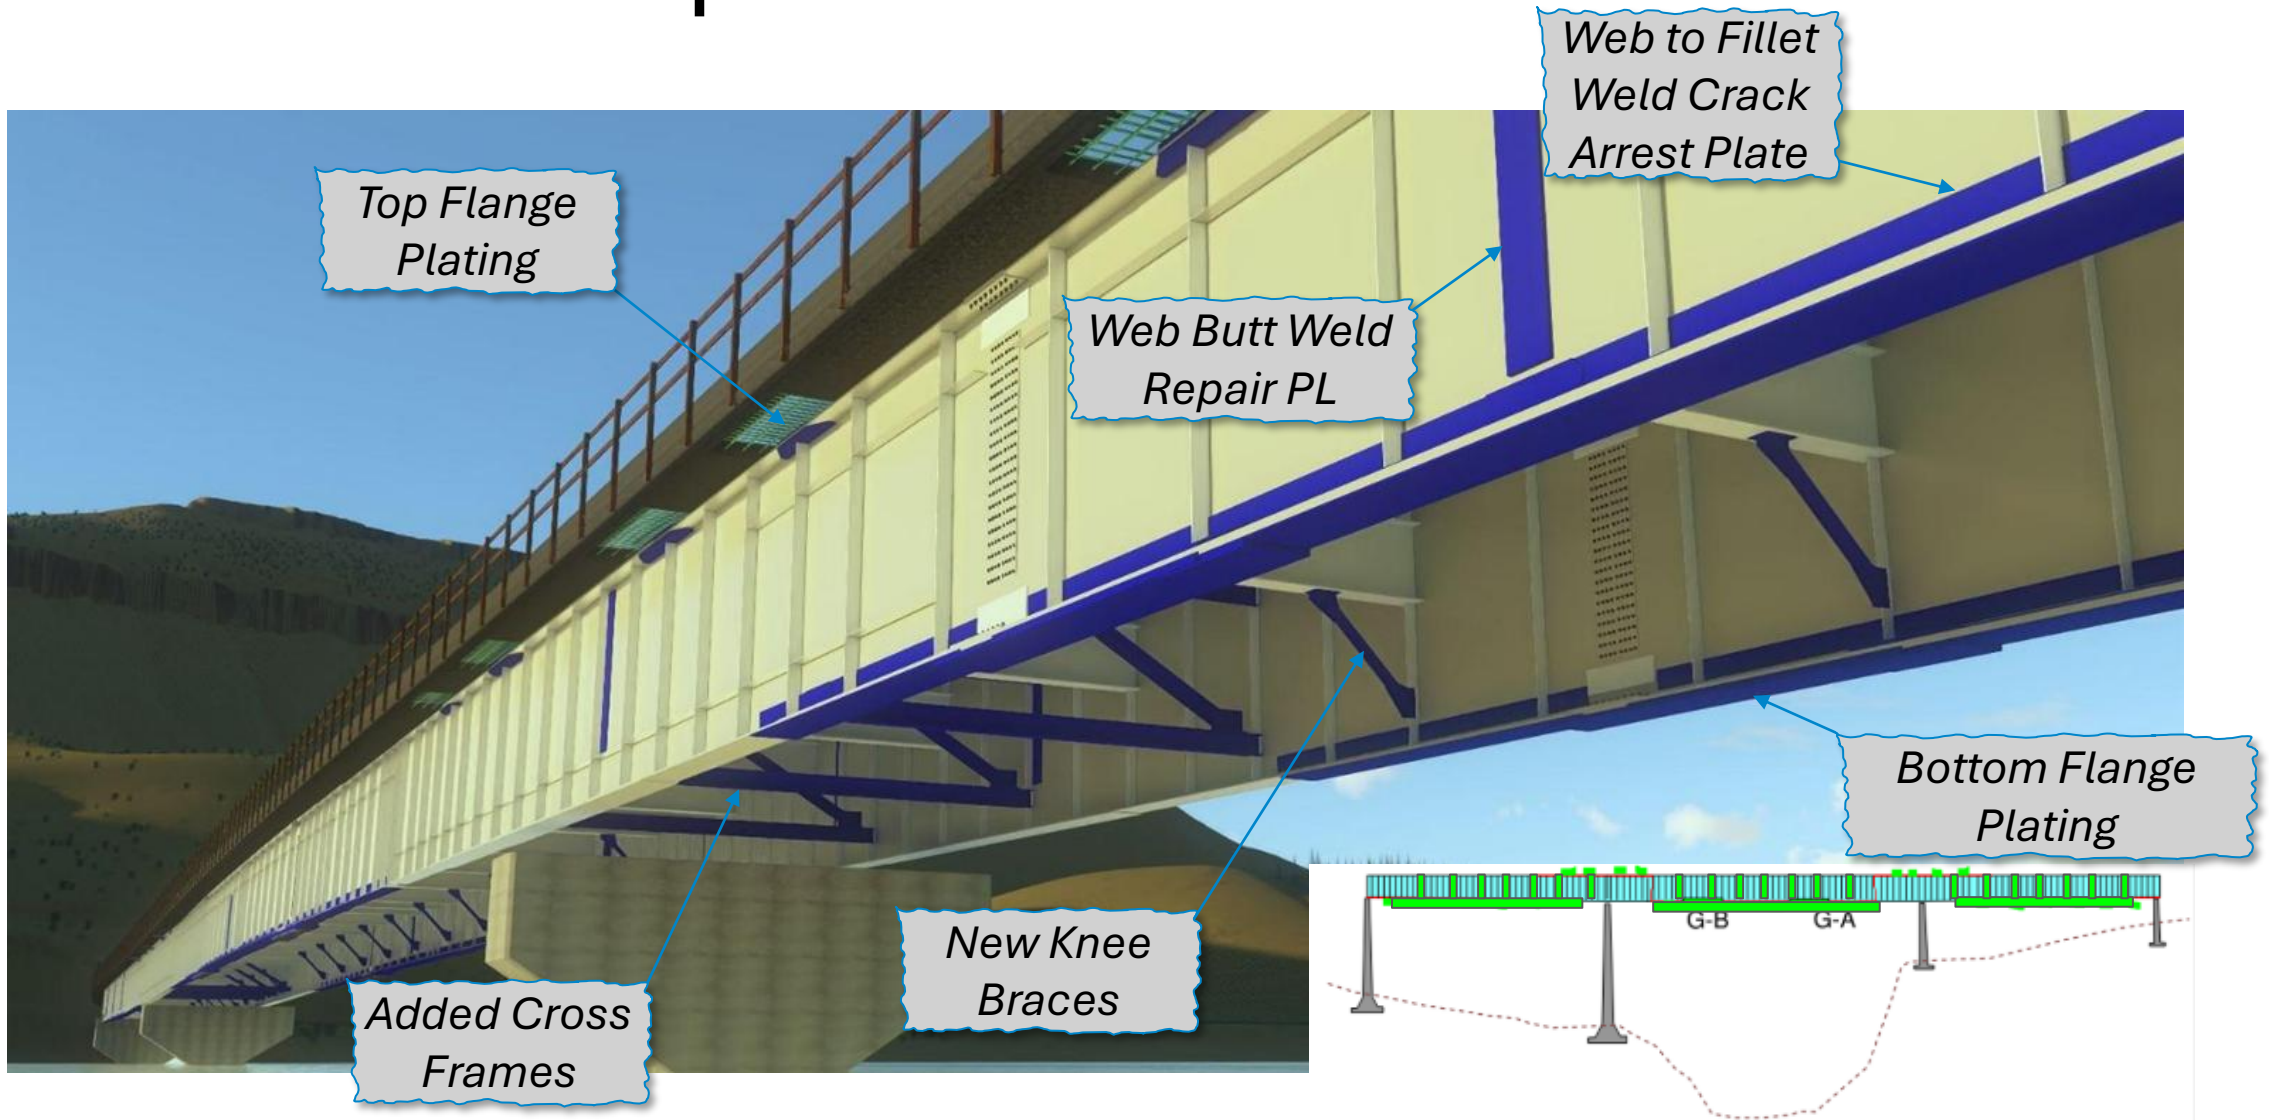 Web to Fillet
Weld Crack
Arrest Plate
Top Flange
Plating
Web Butt Weld
Repair PL
Bottom Flange
Plating
G-B
G-A
New Knee
Braces
Added Cross
Frames